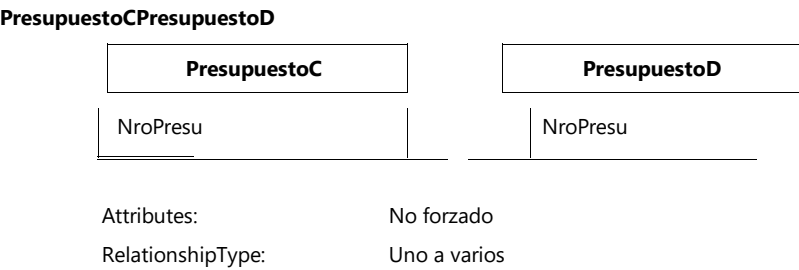 PresupuestoCPresupuestoD
PresupuestoC PresupuestoD
NroPresu NroPresu
Attributes: No forzado
RelationshipType: Uno a varios